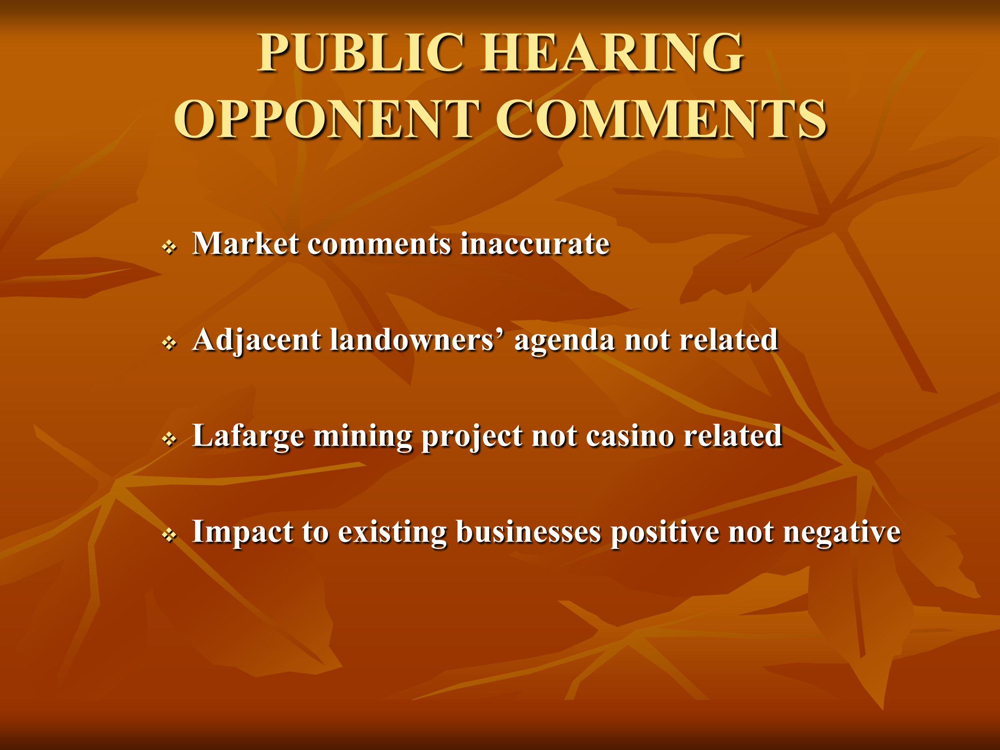 PUBLIC HEARING
OPPONENT COMMENTS
Market comments inaccurate
Adjacent landowners’ agenda not related
Lafarge mining project not casino related
Impact to existing businesses positive not negative